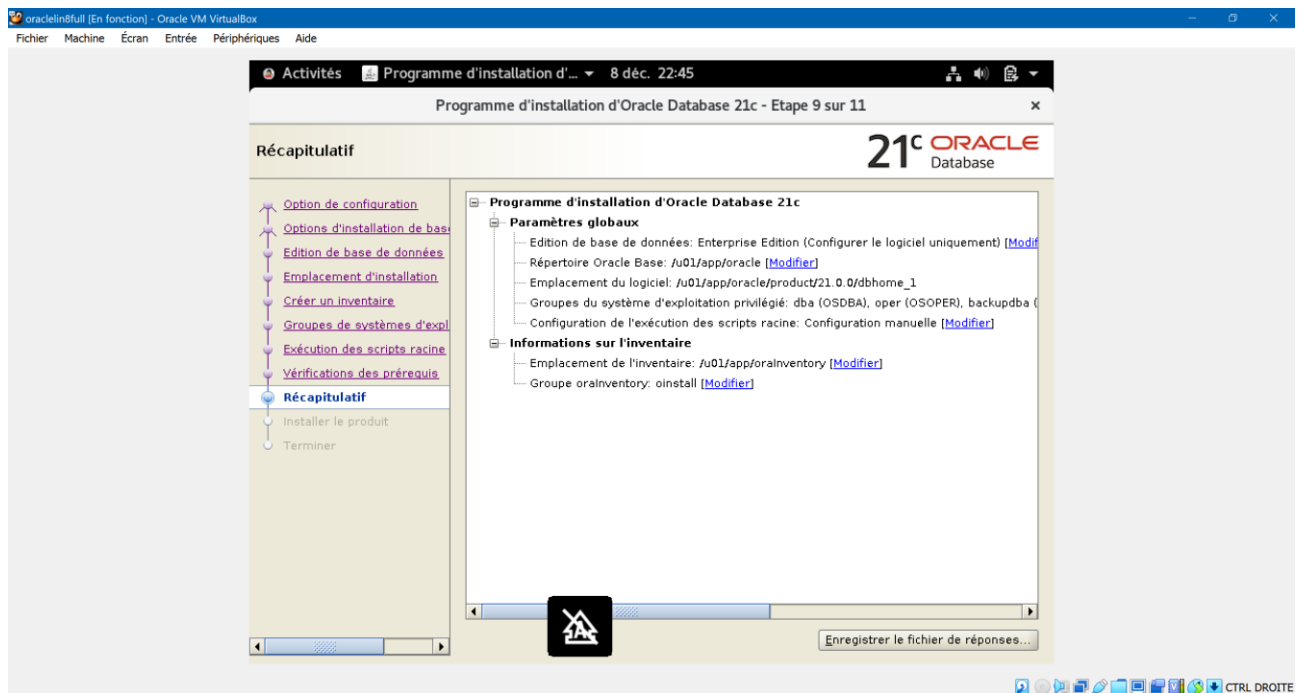 oraclelin8full [En fonction] - Oracle VM VirtualBox
Fichier Machine Écran Entrée Périphériques Aide
Activités Programme d'installation d'... 8 déc. 22:45
Programme d'installation d'Oracle Database 21c - Etape 9 sur 11
Récapitulatif
21c ORACLE
Database
Option de configuration
Options d'installation de bas
Edition de base de données
Emplacement d'installation
Créer un inventaire
Groupes de systèmes d'expl
Exécution des scripts racine
Vérifications des prérequis
Récapitulatif
Installer le produit
Terminer
Programme d'installation d'Oracle Database 21c
Paramètres globaux
Edition de base de données: Enterprise Edition (Configurer le logiciel uniquement) [Modif
Répertoire Oracle Base: /u01/app/oracle [Modifier]
Emplacement du logiciel: /u01/app/oracle/product/21.0.0/dbhome_1
Groupes du système d'exploitation privilégié: dba (OSDBA), oper (OSOPER), backupdba (
Configuration de l'exécution des scripts racine: Configuration manuelle [Modifier]
Informations sur l'inventaire
Emplacement de l'inventaire: /u01/app/oraInventory [Modifier]
Groupe oraInventory: oinstall [Modifier]
Enregistrer le fichier de réponses...
CTRL DROITE